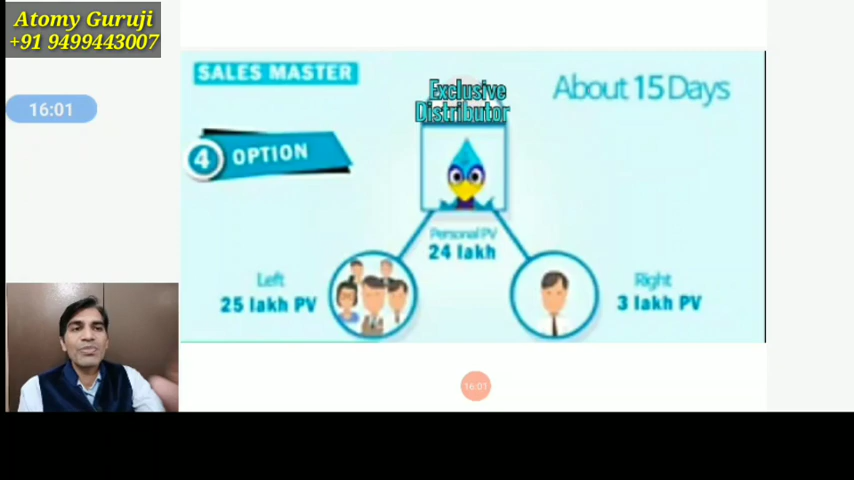 Atomy Guruji
+91 9499443007
16:01
SALES MASTER
Exclusive
Distributor
About 15 Days
4 OPTION
Personal PV
24 lakh
Left
25 lakh PV
Right
3 lakh PV
16:01